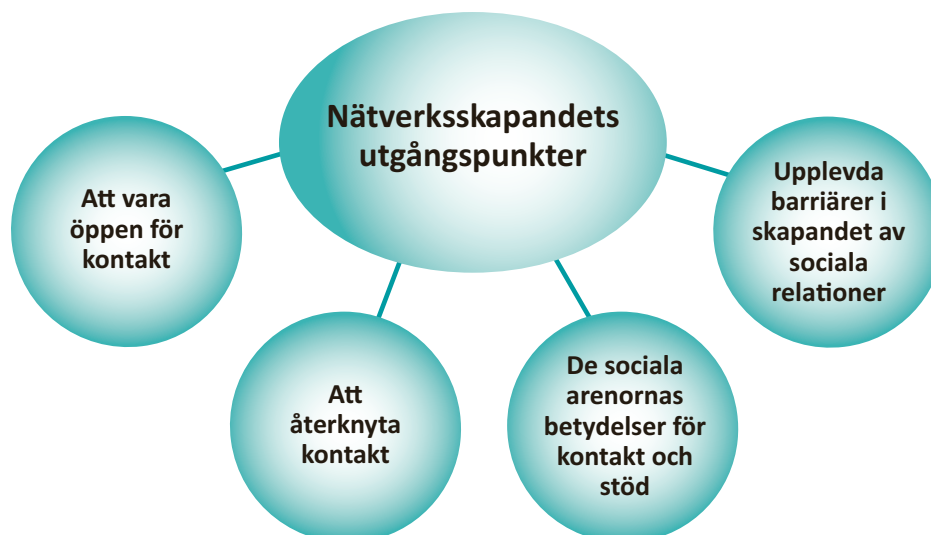 Nätverksskapandets
utgångspunkter
Att vara
öppen för
kontakt
Att
återknyta
kontakt
De sociala
arenornas
betydelser för
kontakt och
stöd
Upplevda
barriärer i
skapandet av
sociala
relationer